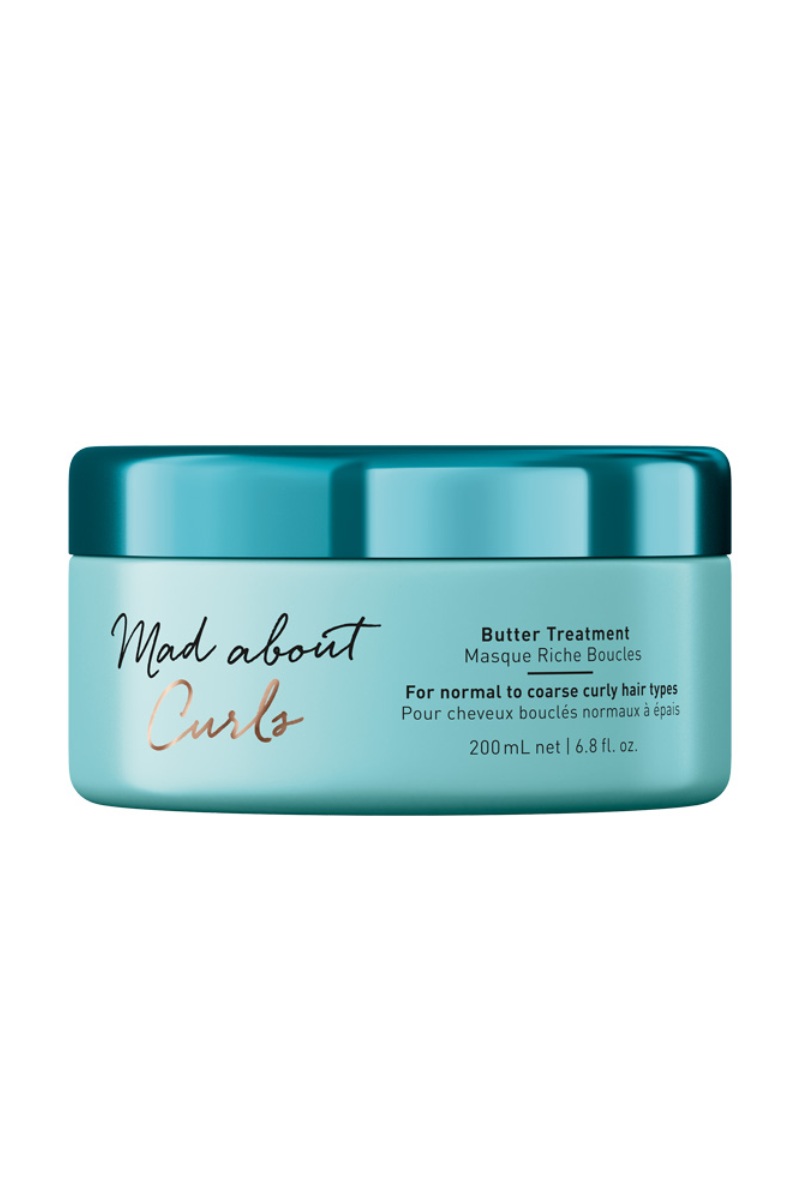 Mad about
Curls
Butter Treatment
Masque Riche Boucles
For normal to coarse curly hair types
Pour cheveux bouclés normaux à épais
200 mL net | 6.8 fl. oz.